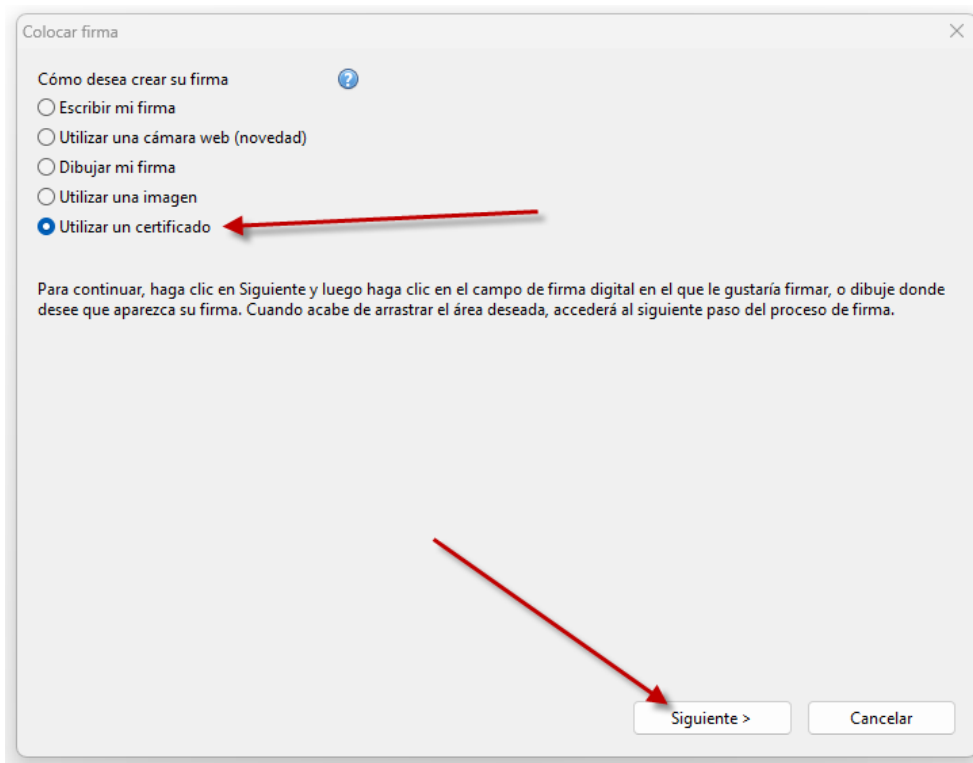 Colocar firma
Cómo desea crear su firma
Escribir mi firma
Utilizar una cámara web (novedad)
Dibujar mi firma
Utilizar una imagen
Utilizar un certificado
Para continuar, haga clic en Siguiente y luego haga clic en el campo de firma digital en el que le gustaría firmar, o dibuje donde
desee que aparezca su firma. Cuando acabe de arrastrar el área deseada, accederá al siguiente paso del proceso de firma.
Siguiente >
Cancelar